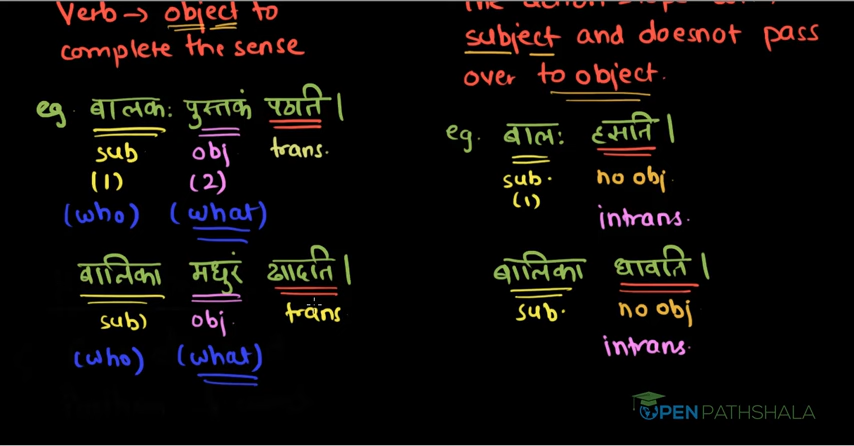 Verb → object to
complete the sense
eg. बालकः पुस्तकं पठति।
sub obj trans.
(1) (2)
(who) (what)
बालिका मधुरं खादति।
sub) obj. trans
(who) (what)
subject and doesnot pass
over to object.
eg. बालः हसति।
sub. no obj.
(1)
intrans.
बालिका धावति।
sub. no obj
intrans.
OPENPATHSHALA